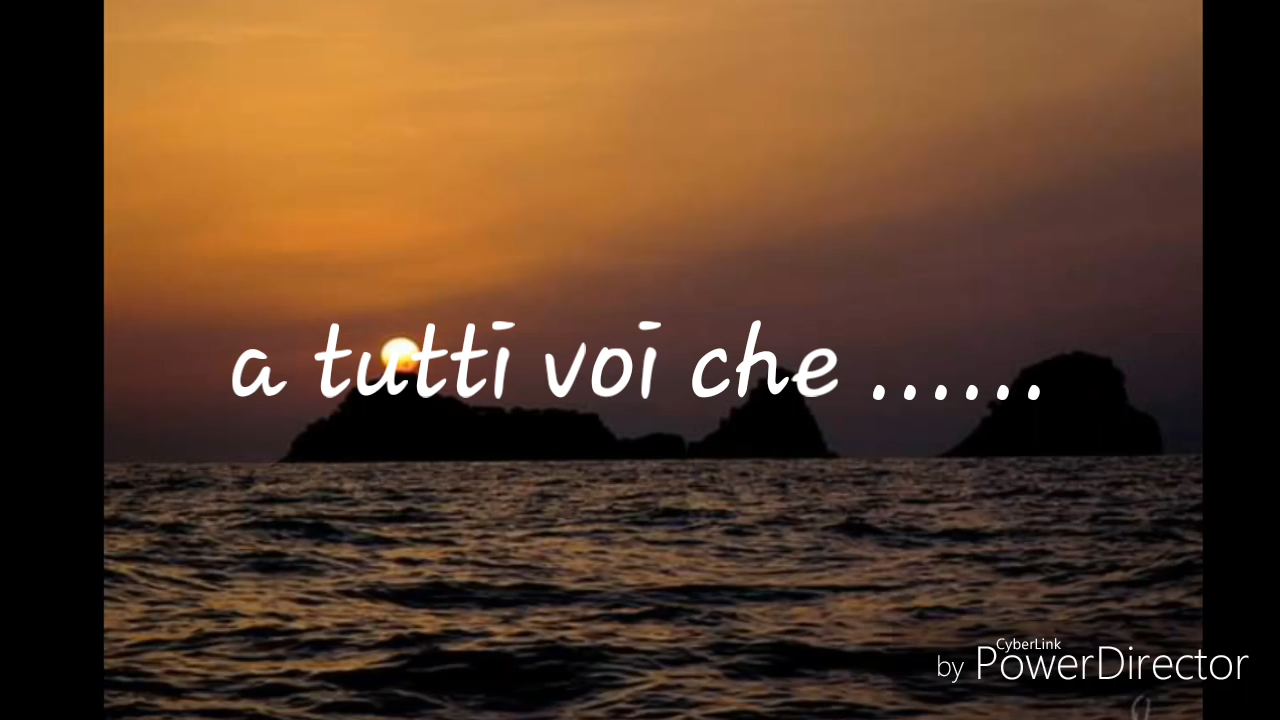 a tutti voi che ......
CyberLink
by PowerDirector